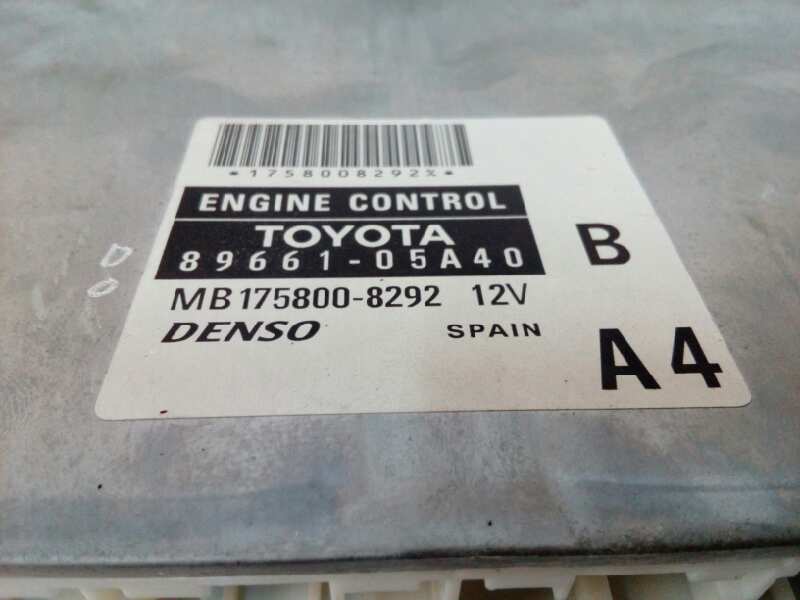 *1758008292%*
ENGINE CONTROL
TOYOTA
89661-05A40
B
MB175800-8292 12V
DENSO SPAIN
A4